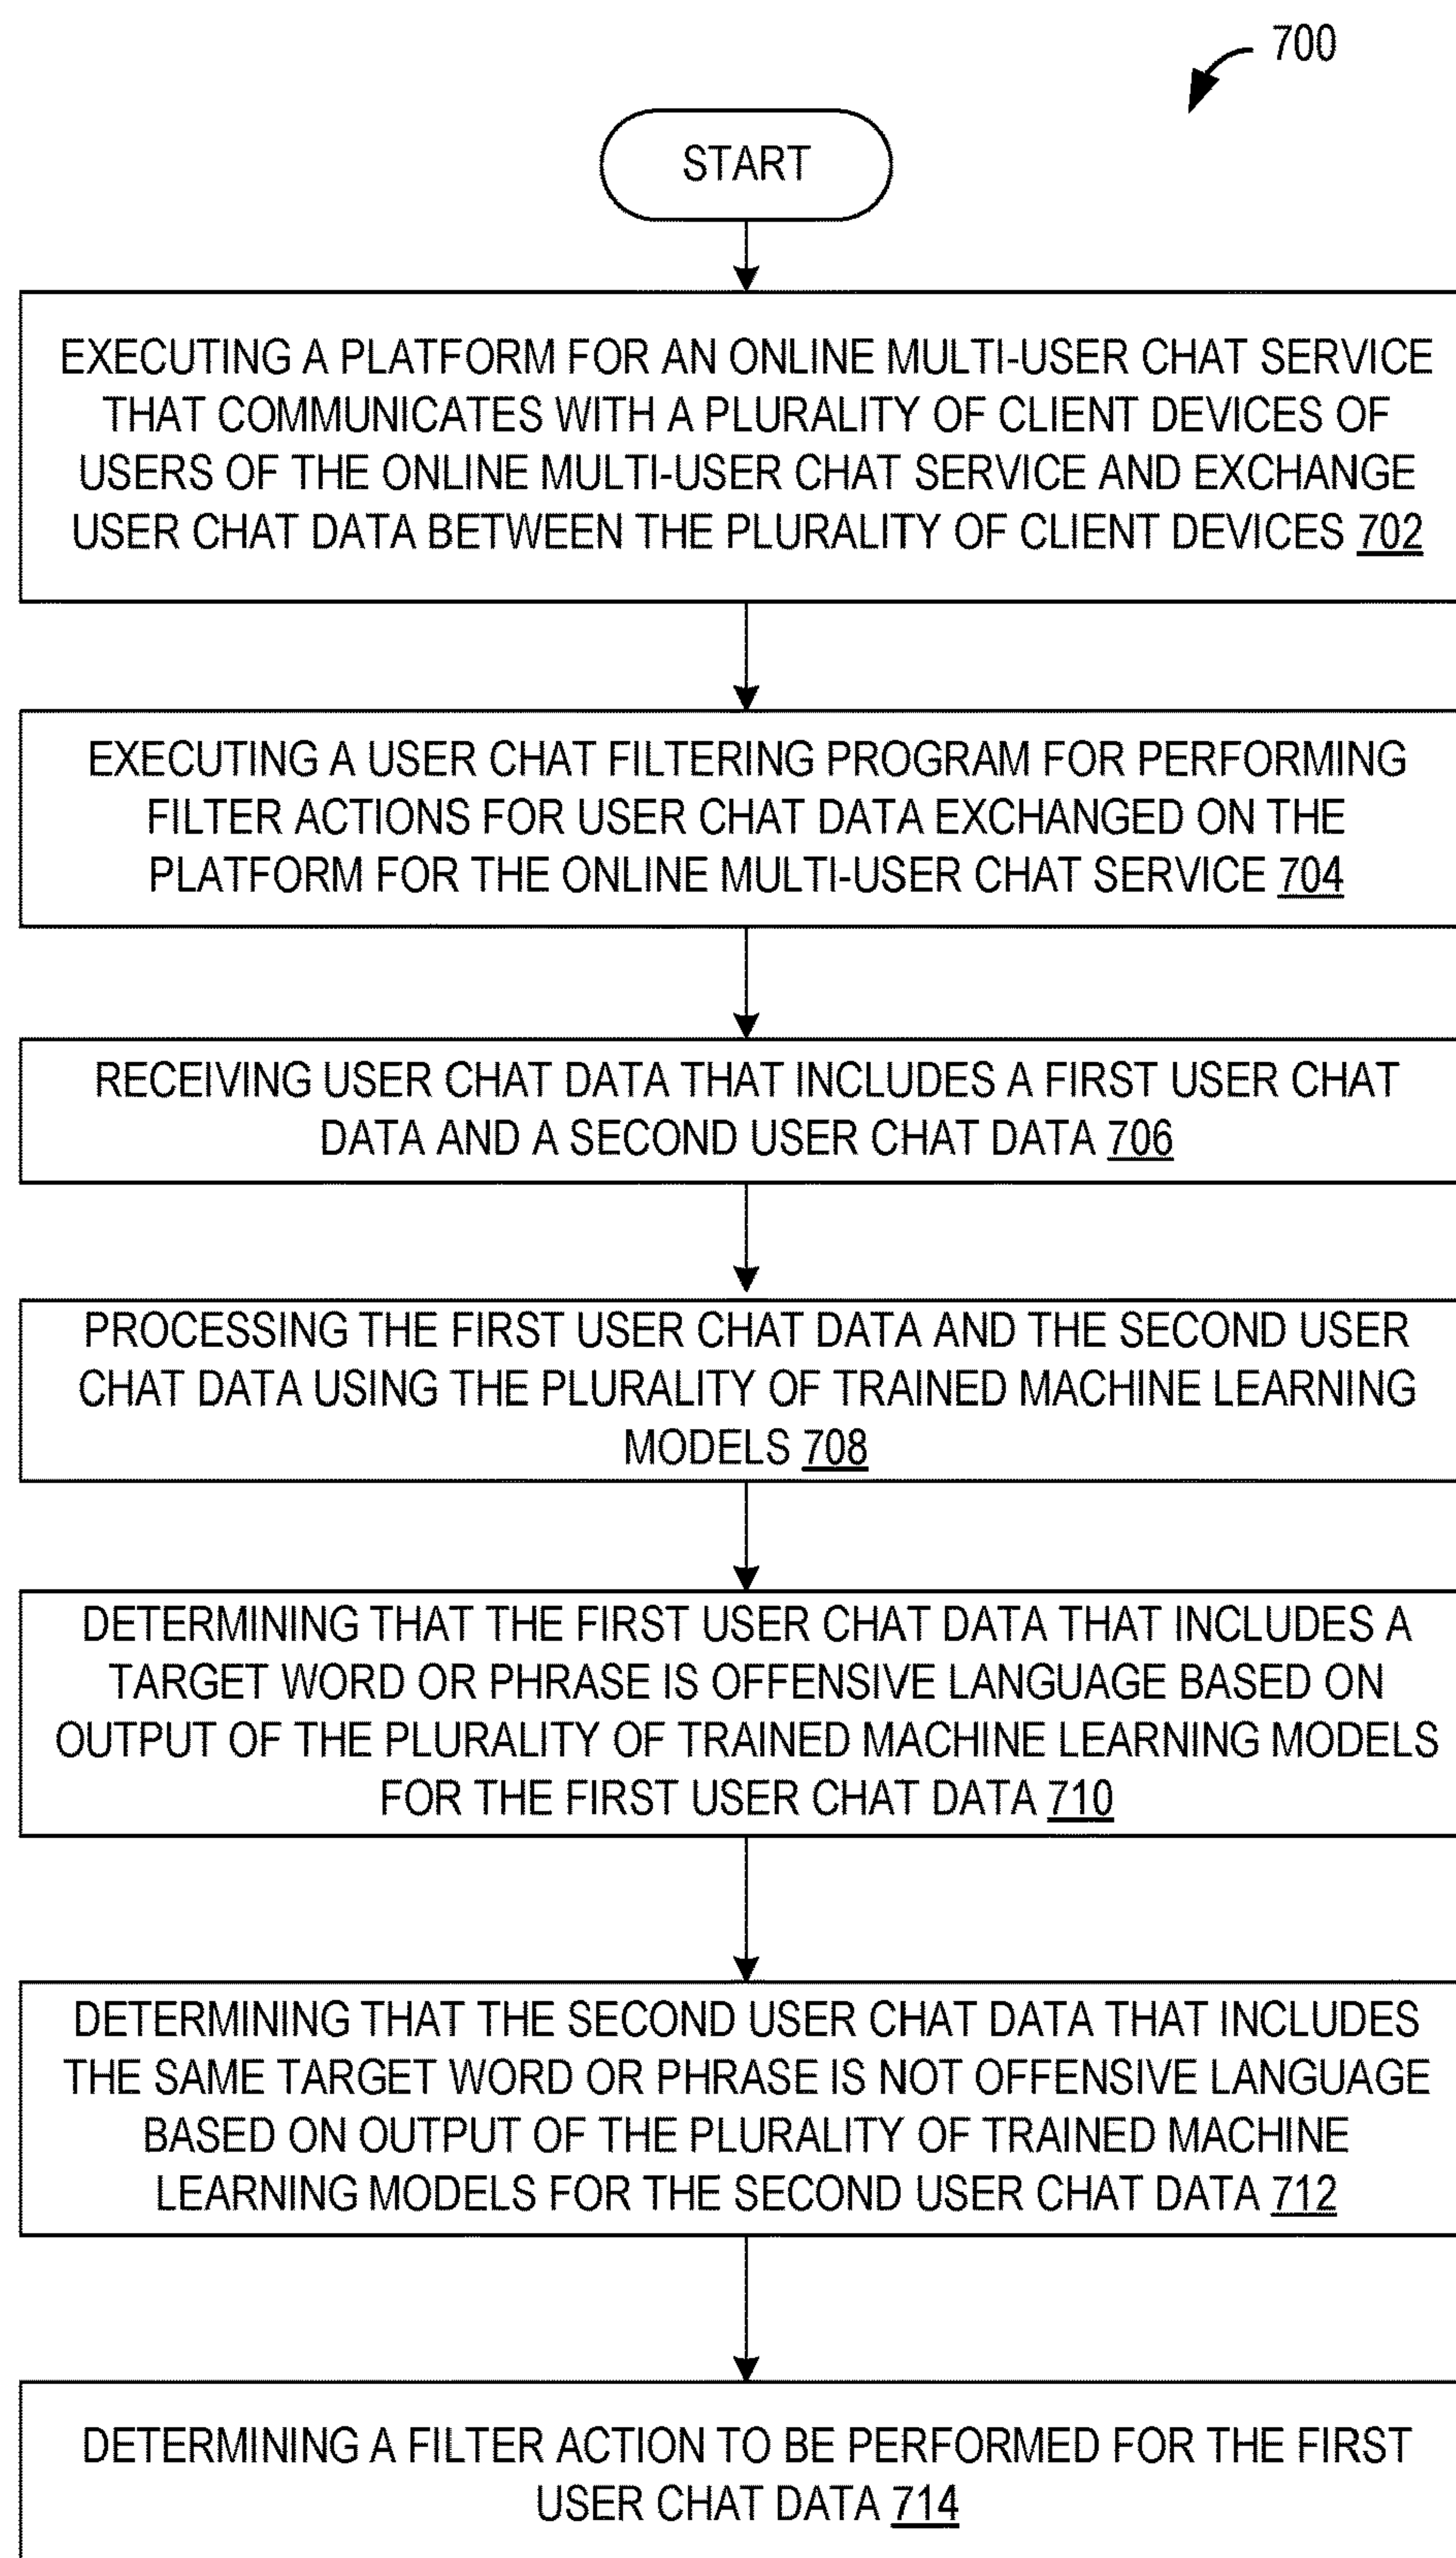 700
START
EXECUTING A PLATFORM FOR AN ONLINE MULTI-USER CHAT SERVICE
THAT COMMUNICATES WITH A PLURALITY OF CLIENT DEVICES OF
USERS OF THE ONLINE MULTI-USER CHAT SERVICE AND EXCHANGE
USER CHAT DATA BETWEEN THE PLURALITY OF CLIENT DEVICES 702
EXECUTING A USER CHAT FILTERING PROGRAM FOR PERFORMING
FILTER ACTIONS FOR USER CHAT DATA EXCHANGED ON THE
PLATFORM FOR THE ONLINE MULTI-USER CHAT SERVICE 704
RECEIVING USER CHAT DATA THAT INCLUDES A FIRST USER CHAT
DATA AND A SECOND USER CHAT DATA 706
PROCESSING THE FIRST USER CHAT DATA AND THE SECOND USER
CHAT DATA USING THE PLURALITY OF TRAINED MACHINE LEARNING
MODELS 708
DETERMINING THAT THE FIRST USER CHAT DATA THAT INCLUDES A
TARGET WORD OR PHRASE IS OFFENSIVE LANGUAGE BASED ON
OUTPUT OF THE PLURALITY OF TRAINED MACHINE LEARNING MODELS
FOR THE FIRST USER CHAT DATA 710
DETERMINING THAT THE SECOND USER CHAT DATA THAT INCLUDES
THE SAME TARGET WORD OR PHRASE IS NOT OFFENSIVE LANGUAGE
BASED ON OUTPUT OF THE PLURALITY OF TRAINED MACHINE
LEARNING MODELS FOR THE SECOND USER CHAT DATA 712
DETERMINING A FILTER ACTION TO BE PERFORMED FOR THE FIRST
USER CHAT DATA 714